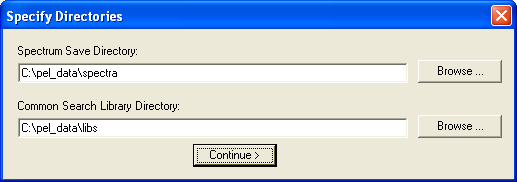 Specify Directories
Spectrum Save Directory:
C:\pel_data\spectra
Browse ...
Common Search Library Directory:
C:\pel_data\libs
Browse ...
Continue >